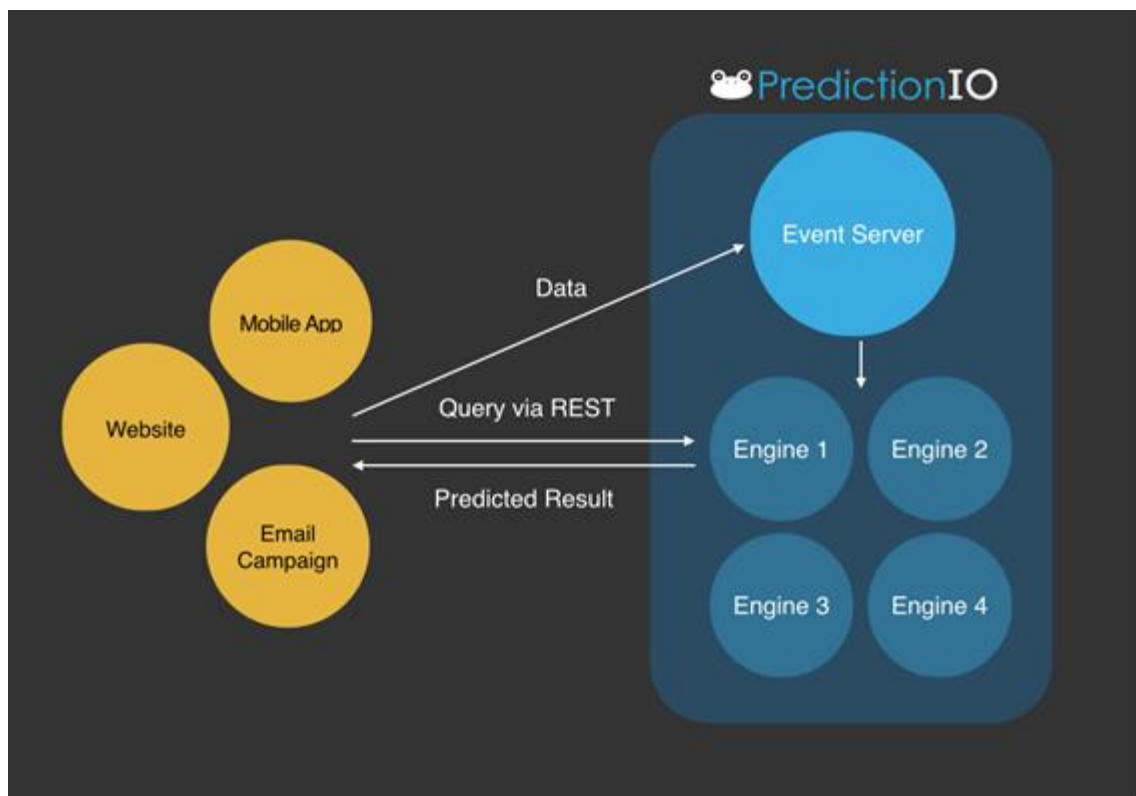 PredictionIO
Event Server
Data
Mobile App
Query via REST
Website
Engine 1
Engine 2
Predicted Result
Email
Campaign
Engine 3
Engine 4